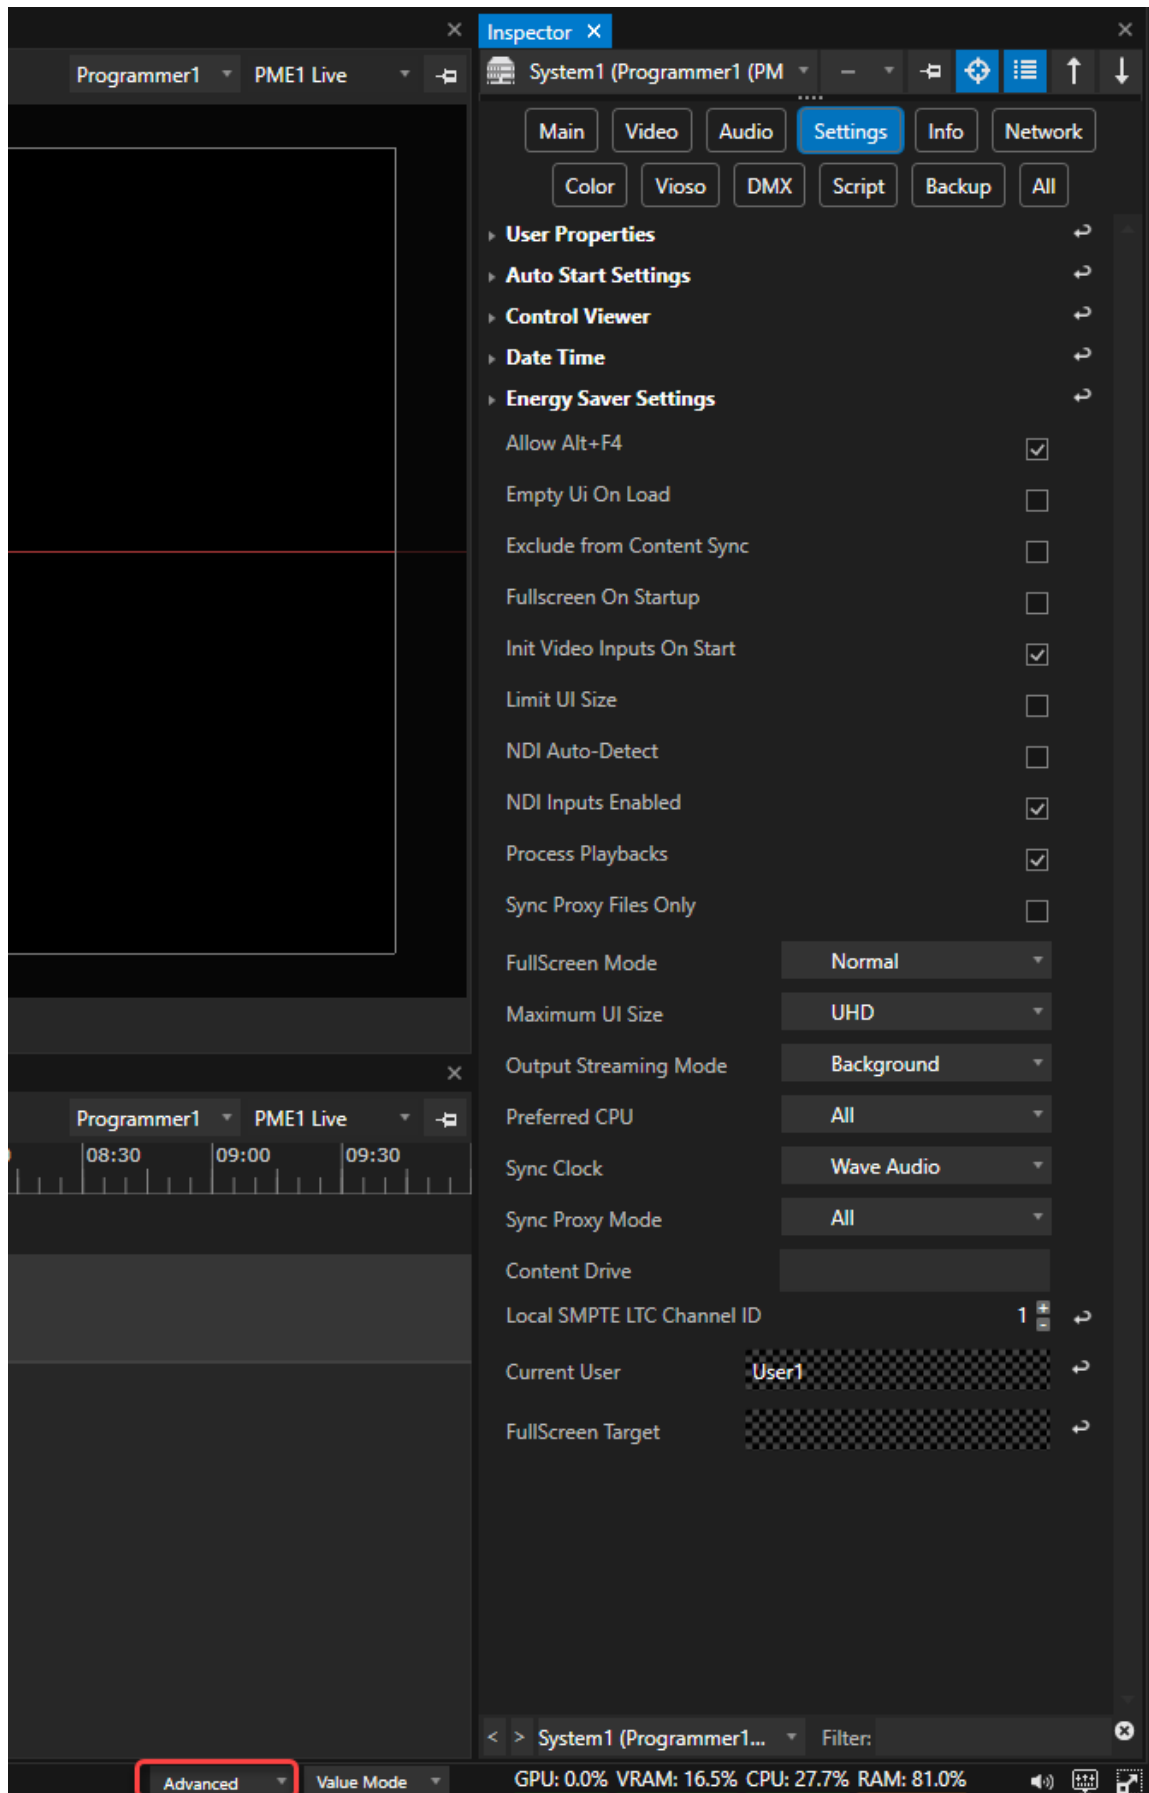 Inspector
Programmer1 PME1 Live
System1 (Programmer1 (PM –
Main Video Audio Settings Info Network
Color Vioso DMX Script Backup All
User Properties
Auto Start Settings
Control Viewer
Date Time
Energy Saver Settings
Allow Alt+F4
Empty Ui On Load
Exclude from Content Sync
Fullscreen On Startup
Init Video Inputs On Start
Limit UI Size
NDI Auto-Detect
NDI Inputs Enabled
Process Playbacks
Sync Proxy Files Only
FullScreen Mode Normal
Maximum UI Size UHD
Output Streaming Mode Background
Preferred CPU All
Sync Clock Wave Audio
Sync Proxy Mode All
Content Drive
Local SMPTE LTC Channel ID 1
Current User User1
FullScreen Target
Programmer1 PME1 Live
08:30 09:00 09:30
< > System1 (Programmer1... Filter:
Advanced Value Mode GPU: 0.0% VRAM: 16.5% CPU: 27.7% RAM: 81.0%